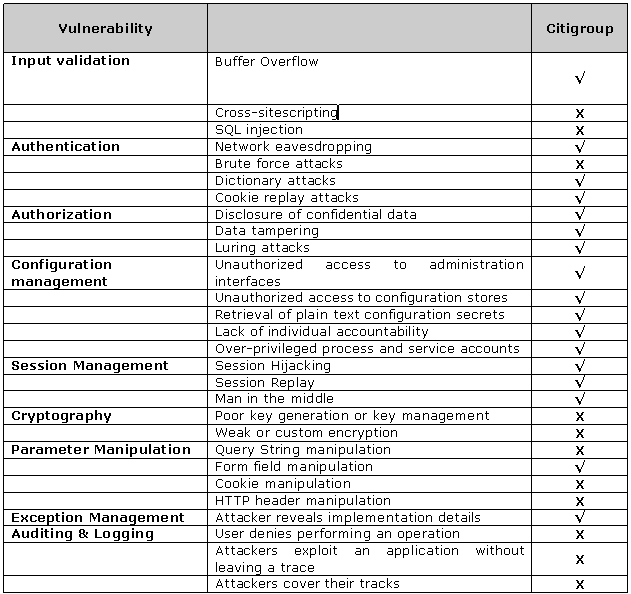 Vulnerability Citigroup
Input validation Buffer Overflow √
Cross-sitescripting X
SQL injection X
Authentication Network eavesdropping √
Brute force attacks X
Dictionary attacks √
Cookie replay attacks √
Authorization Disclosure of confidential data √
Data tampering √
Luring attacks √
Configuration Unauthorized access to administration
management interfaces √
Unauthorized access to configuration stores √
Retrieval of plain text configuration secrets √
Lack of individual accountability √
Over-privileged process and service accounts √
Session Management Session Hijacking √
Session Replay √
Man in the middle √
Cryptography Poor key generation or key management X
Weak or custom encryption X
Parameter Manipulation Query String manipulation X
Form field manipulation √
Cookie manipulation X
HTTP header manipulation X
Exception Management Attacker reveals implementation details √
Auditing & Logging User denies performing an operation X
Attackers exploit an application without
leaving a trace X
Attackers cover their tracks X